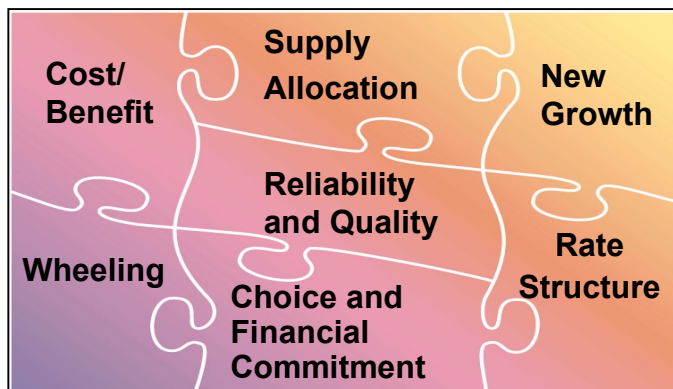 Cost/
Benefit
Supply
Allocation
New
Growth
Reliability
and Quality
Wheeling
Choice and
Financial
Commitment
Rate
Structure